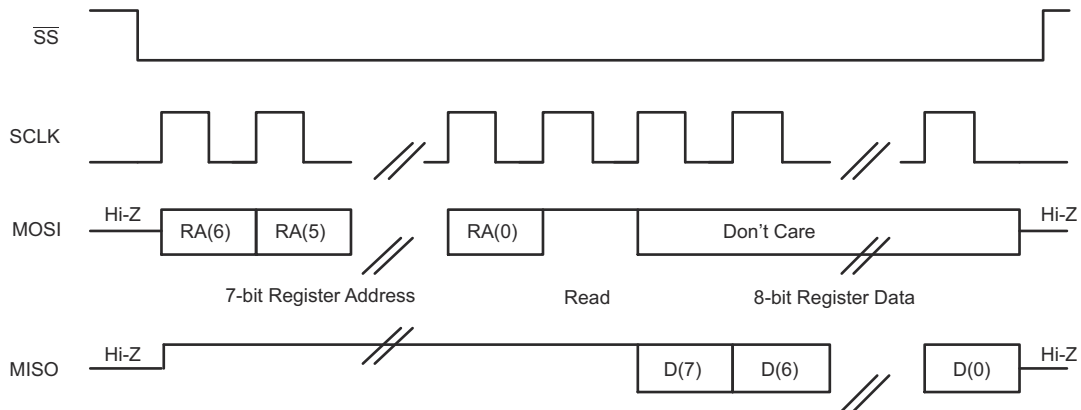 SS
SCLK
MOSI Hi-Z RA(6) RA(5) RA(0) Don't Care Hi-Z
7-bit Register Address Read 8-bit Register Data
MISO Hi-Z D(7) D(6) D(0) Hi-Z